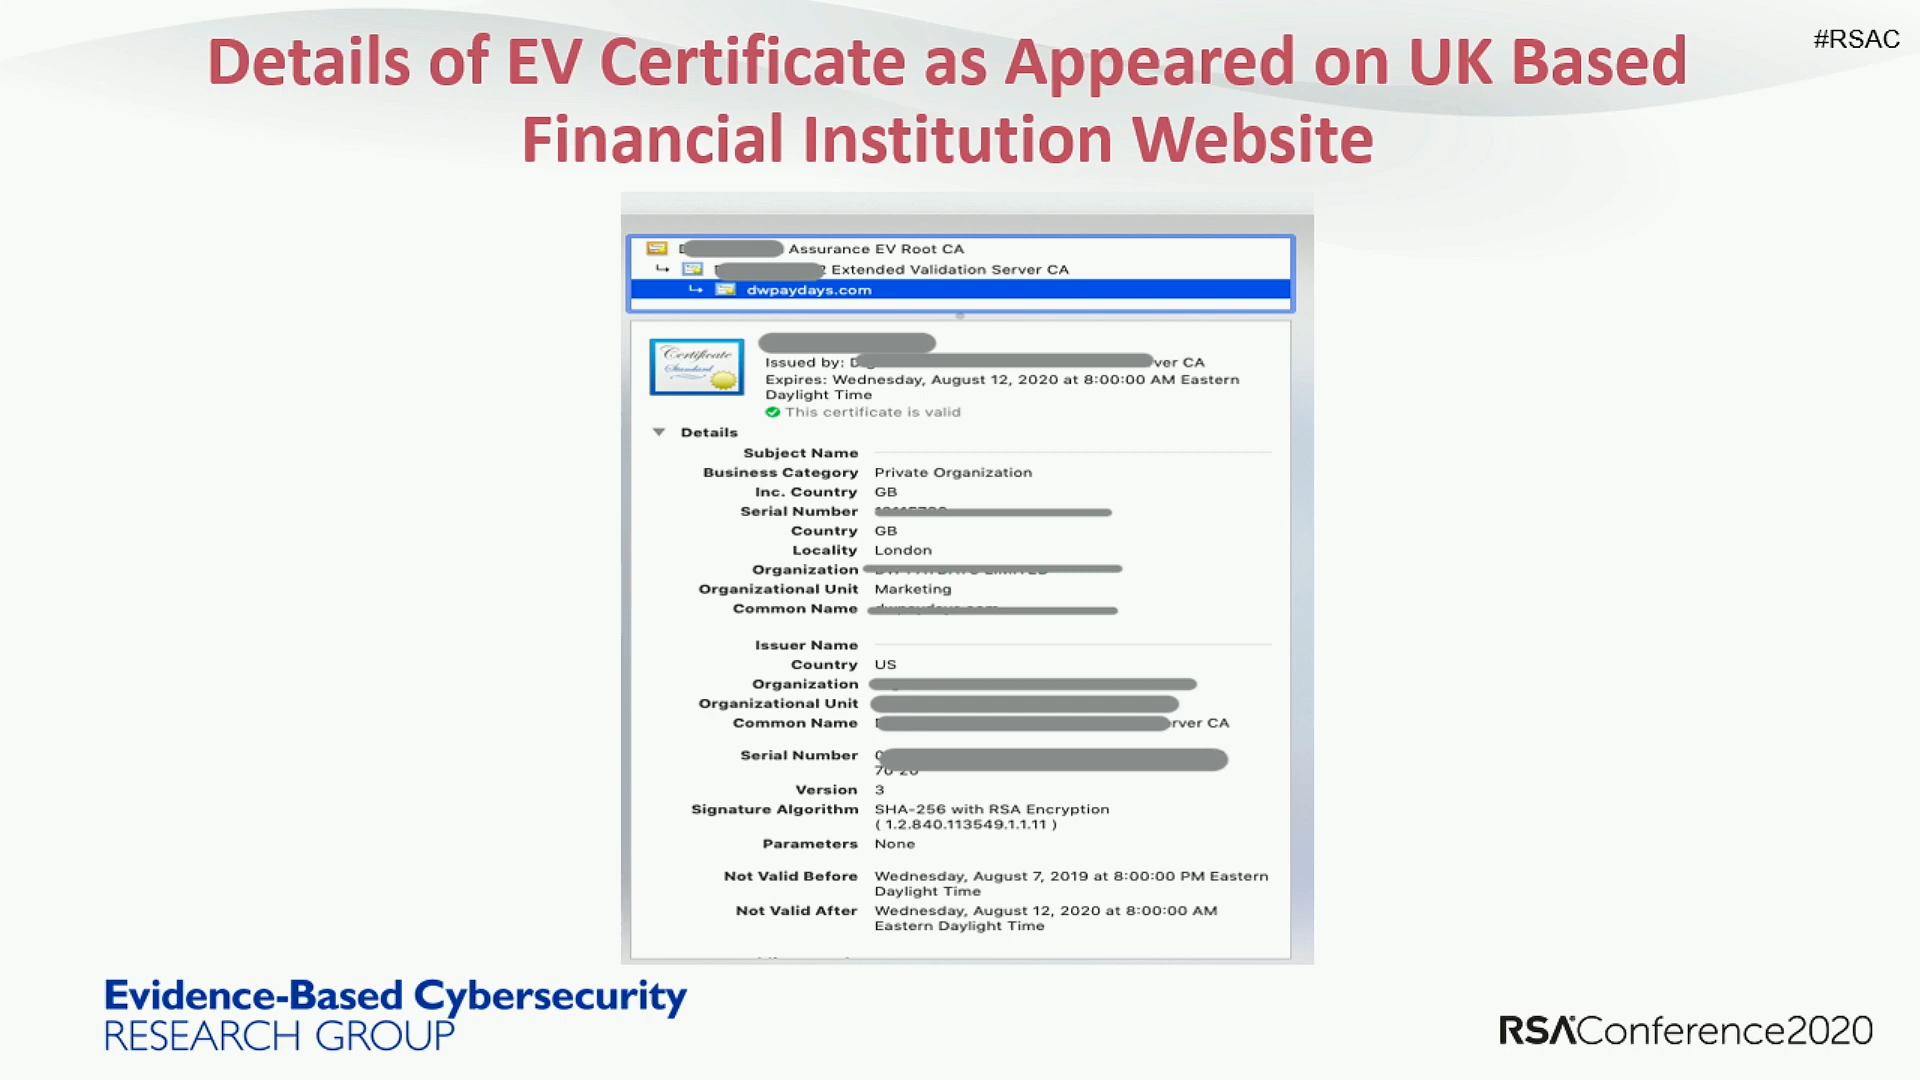 #RSAC
Details of EV Certificate as Appeared on UK Based
Financial Institution Website
Assurance EV Root CA
Extended Validation Server CA
dwpaydays.com
Certificate
Standard
Issued by: ver CA
Expires: Wednesday, August 12, 2020 at 8:00:00 AM Eastern
Daylight Time
This certificate is valid
Details
Subject Name
Business Category Private Organization
Inc. Country GB
Serial Number
Country GB
Locality London
Organization
Organizational Unit Marketing
Common Name
Issuer Name
Country US
Organization
Organizational Unit
Common Name rver CA
Serial Number
Version 3
Signature Algorithm SHA-256 with RSA Encryption
( 1.2.840.113549.1.1.11 )
Parameters None
Not Valid Before Wednesday, August 7, 2019 at 8:00:00 PM Eastern
Daylight Time
Not Valid After Wednesday, August 12, 2020 at 8:00:00 AM
Eastern Daylight Time
Evidence-Based Cybersecurity
RESEARCH GROUP
RSAConference2020